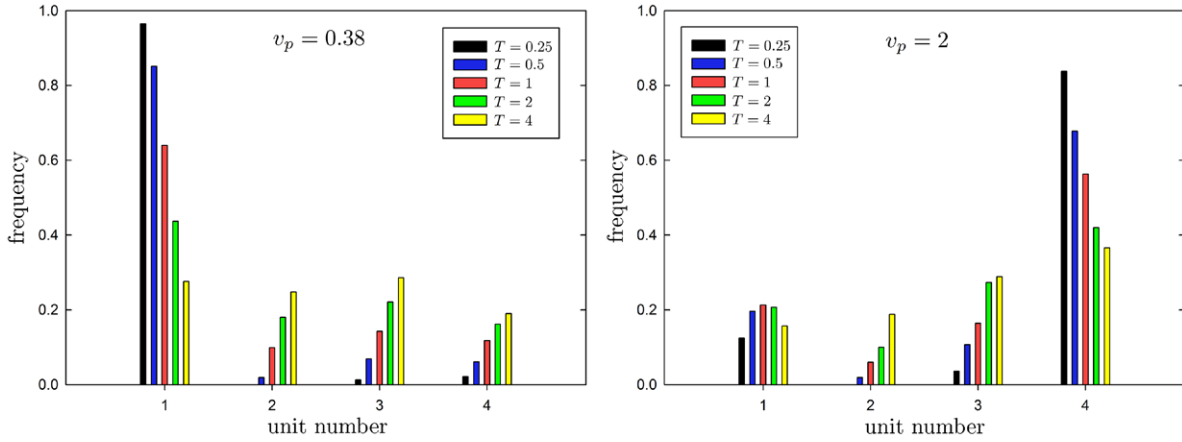 v_p = 0.38
T = 0.25
T = 0.5
T = 1
T = 2
T = 4
frequency
1.0
0.8
0.6
0.4
0.2
0.0
1 2 3 4
unit number
v_p = 2
T = 0.25
T = 0.5
T = 1
T = 2
T = 4
frequency
1.0
0.8
0.6
0.4
0.2
0.0
1 2 3 4
unit number